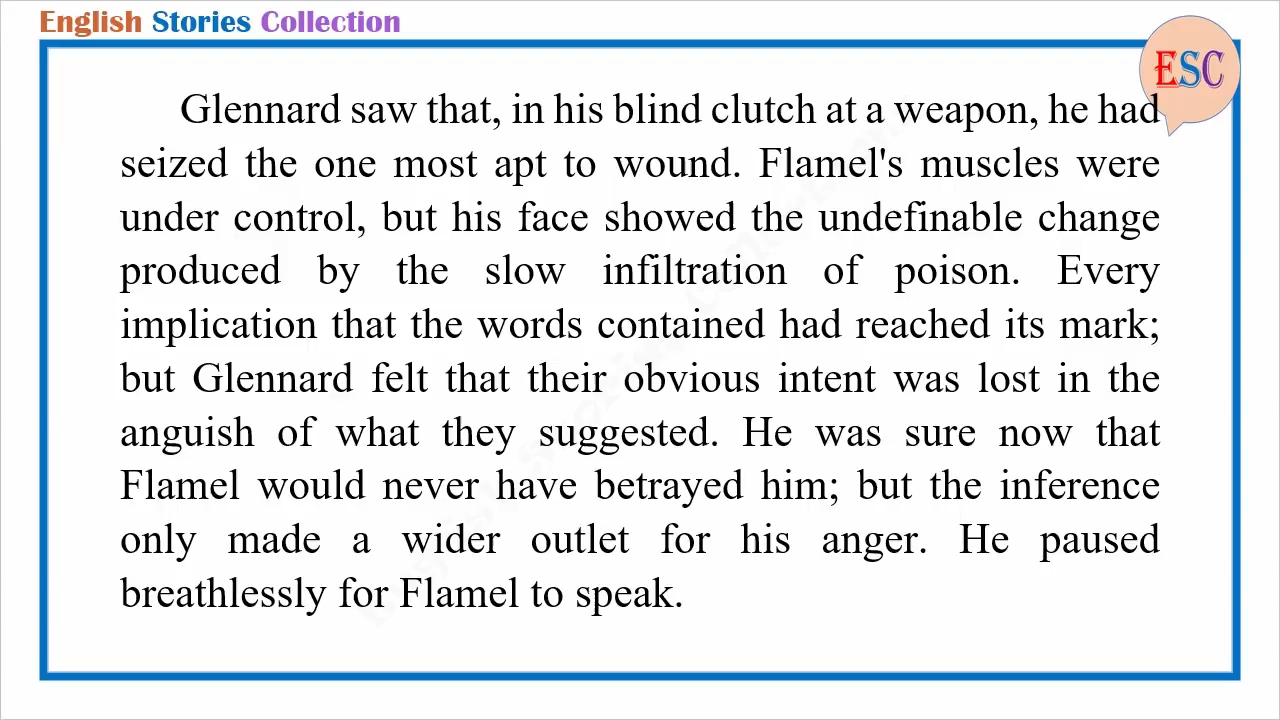 English Stories Collection
ESC
Glennard saw that, in his blind clutch at a weapon, he had
seized the one most apt to wound. Flamel's muscles were
under control, but his face showed the undefinable change
produced by the slow infiltration of poison. Every
implication that the words contained had reached its mark;
but Glennard felt that their obvious intent was lost in the
anguish of what they suggested. He was sure now that
Flamel would never have betrayed him; but the inference
only made a wider outlet for his anger. He paused
breathlessly for Flamel to speak.